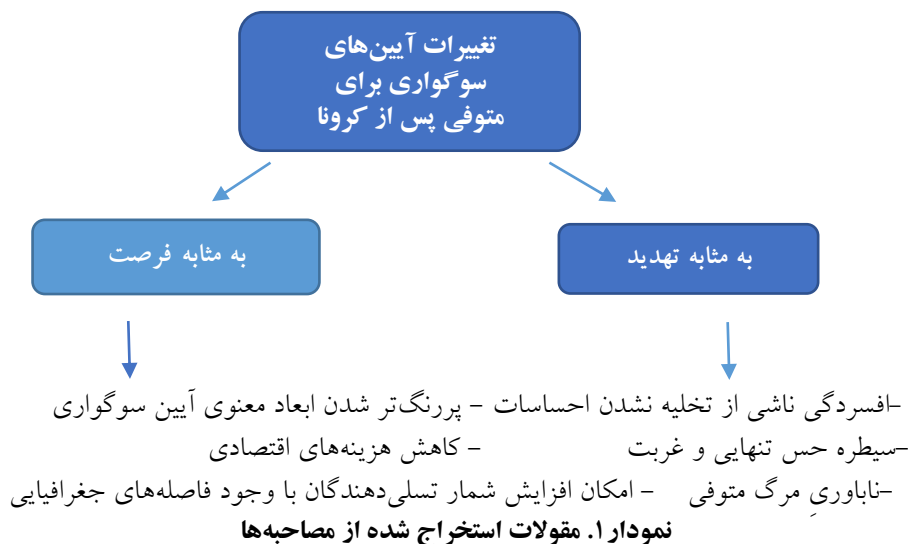 تغییرات آیین‌های
سوگواری برای
متوفی پس از کرونا
به مثابه تهدید
به مثابه فرصت
-افسردگی ناشی از تخلیه نشدن احساسات - پررنگ‌تر شدن ابعاد معنوی آیین سوگواری
-سیطره حس تنهایی و غربت - کاهش هزینه‌های اقتصادی
-ناباوریِ مرگ متوفی - امکان افزایش شمار تسلی‌دهندگان با وجود فاصله‌های جغرافیایی
نمودار ۱. مقولات استخراج شده از مصاحبه‌ها